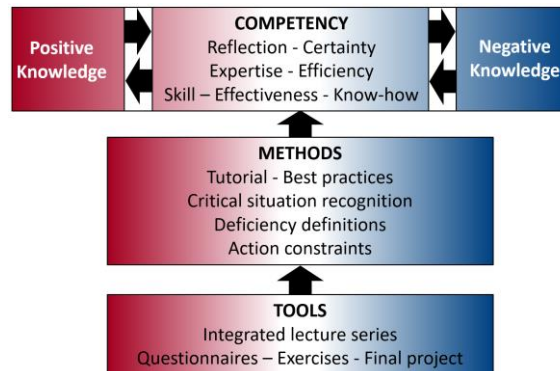 Positive
Knowledge
COMPETENCY
Reflection - Certainty
Expertise - Efficiency
Skill – Effectiveness - Know-how
Negative
Knowledge
METHODS
Tutorial - Best practices
Critical situation recognition
Deficiency definitions
Action constraints
TOOLS
Integrated lecture series
Questionnaires – Exercises - Final project